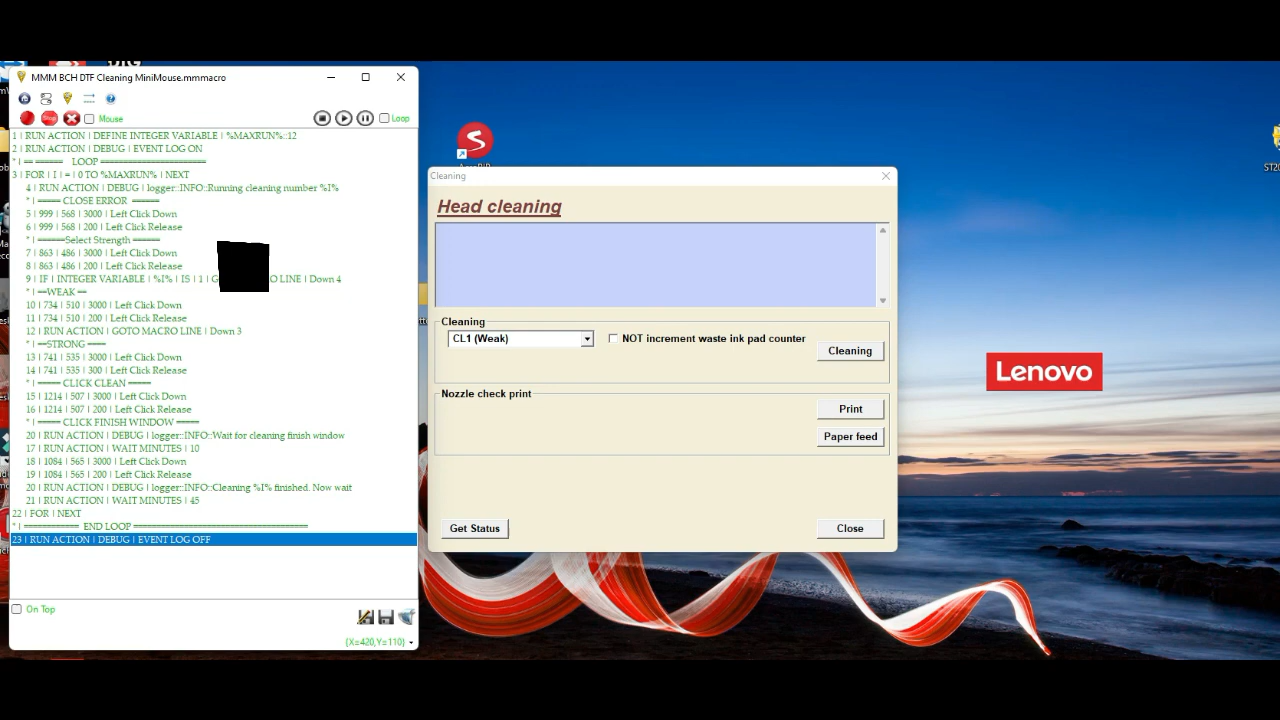 MMM BCH DTF Cleaning MiniMouse.mmmacro
Stop
Mouse
Loop
1 | RUN ACTION | DEFINE INTEGER VARIABLE | %MAXRUN%::12
2 | RUN ACTION | DEBUG | EVENT LOG ON
* | == ====== LOOP =======================
3 | FOR | I | = | 0 TO %MAXRUN% | NEXT
4 | RUN ACTION | DEBUG | logger::INFO::Running cleaning number %I%
* | ===== CLOSE ERROR ======
5 | 999 | 568 | 3000 | Left Click Down
6 | 999 | 568 | 200 | Left Click Release
* | ======Select Strength ======
7 | 863 | 486 | 3000 | Left Click Down
8 | 863 | 486 | 200 | Left Click Release
9 | IF | INTEGER VARIABLE | %I% | IS | 1 | LINE | Down 4
* | ==WEAK ==
10 | 734 | 510 | 3000 | Left Click Down
11 | 734 | 510 | 200 | Left Click Release
12 | RUN ACTION | GOTO MACRO LINE | Down 3
* | ==STRONG ====
13 | 741 | 535 | 3000 | Left Click Down
14 | 741 | 535 | 300 | Left Click Release
* | ===== CLICK CLEAN =====
15 | 1214 | 507 | 3000 | Left Click Down
16 | 1214 | 507 | 200 | Left Click Release
* | ===== CLICK FINISH WINDOW =====
20 | RUN ACTION | DEBUG | logger::INFO::Wait for cleaning finish window
17 | RUN ACTION | WAIT MINUTES | 10
18 | 1084 | 565 | 3000 | Left Click Down
19 | 1084 | 565 | 200 | Left Click Release
20 | RUN ACTION | DEBUG | logger::INFO::Cleaning %I% finished. Now wait
21 | RUN ACTION | WAIT MINUTES | 45
22 | FOR | NEXT
* | =========== END LOOP ===================================
23 | RUN ACTION | DEBUG | EVENT LOG OFF
On Top
{X=420,Y=110}
Cleaning
Head cleaning
Cleaning
CL1 (Weak)
NOT increment waste ink pad counter
Cleaning
Nozzle check print
Print
Paper feed
Get Status
Close
Lenovo